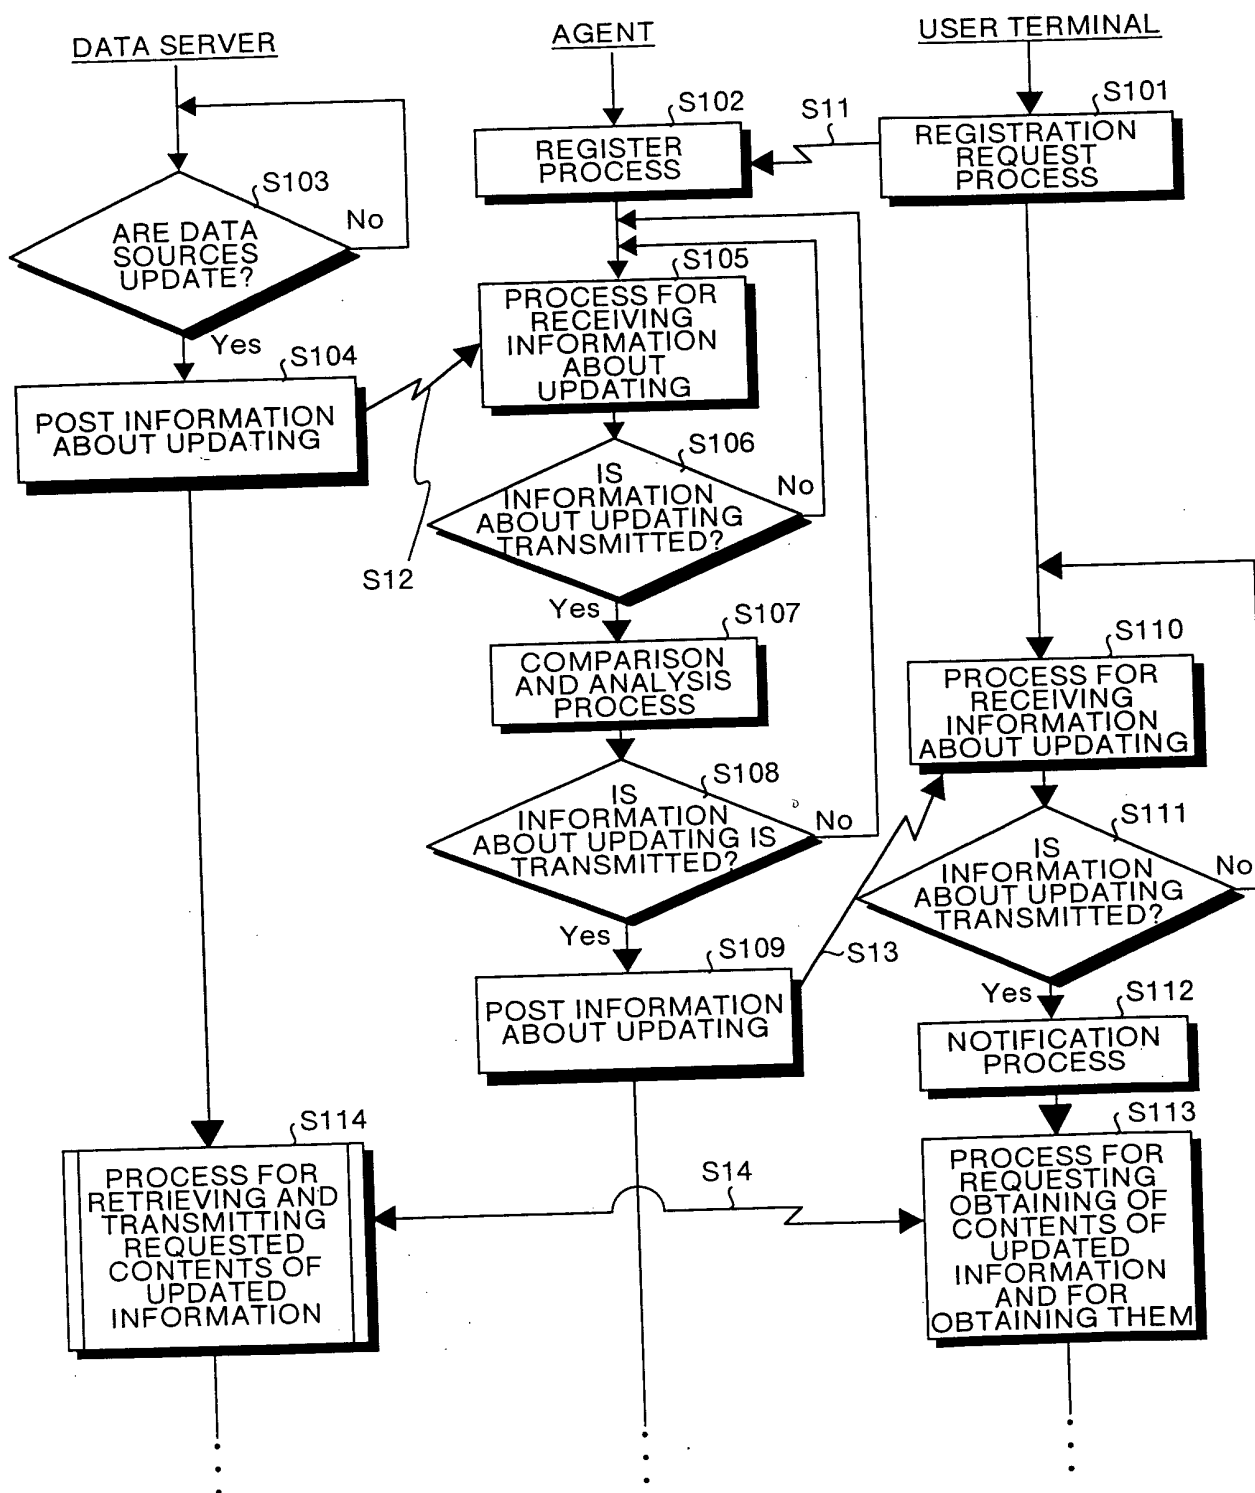 DATA SERVER
AGENT
USER TERMINAL
S102
REGISTER
PROCESS
S11
S101
REGISTRATION
REQUEST
PROCESS
S103
ARE DATA
SOURCES
UPDATE?
No
Yes
S104
POST INFORMATION
ABOUT UPDATING
S12
S105
PROCESS FOR
RECEIVING
INFORMATION
ABOUT
UPDATING
S106
IS
INFORMATION
ABOUT UPDATING
TRANSMITTED?
No
Yes
S107
COMPARISON
AND ANALYSIS
PROCESS
S108
IS
INFORMATION
ABOUT UPDATING IS
TRANSMITTED?
No
Yes
S109
POST INFORMATION
ABOUT UPDATING
S13
S110
PROCESS FOR
RECEIVING
INFORMATION
ABOUT UPDATING
S111
IS
INFORMATION
ABOUT UPDATING
TRANSMITTED?
No
Yes
S112
NOTIFICATION
PROCESS
S113
PROCESS FOR
REQUESTING
OBTAINING OF
CONTENTS OF
UPDATED
INFORMATION
AND FOR
OBTAINING THEM
S14
S114
PROCESS FOR
RETRIEVING AND
TRANSMITTING
REQUESTED
CONTENTS OF
UPDATED
INFORMATION